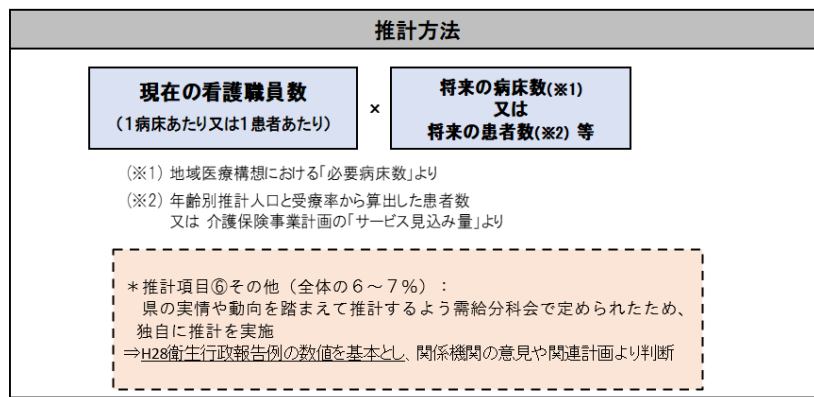 推計方法
現在の看護職員数
(1病床あたり又は1患者あたり)
×
将来の病床数(※1)
又は
将来の患者数(※2) 等
(※1) 地域医療構想における「必要病床数」より
(※2) 年齢別推計人口と受療率から算出した患者数
又は 介護保険事業計画の「サービス見込み量」より
＊推計項目⑥その他（全体の６～７％）：
県の実情や動向を踏まえて推計するよう需給分科会で定められたため、
独自に推計を実施
⇒H28衛生行政報告例の数値を基本とし、関係機関の意見や関連計画より判断